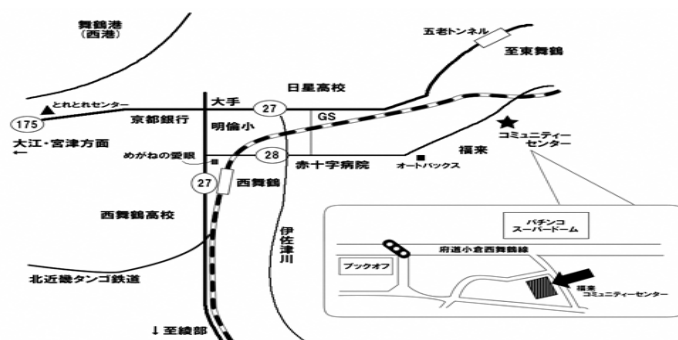 舞鶴港
(西港)
五老トンネル
至東舞鶴
日星高校
とれとれセンター
大手
27
GS
175
京都銀行
明倫小
コミュニティー
センター
大江・宮津方面
←
福来
めがねの愛眼
28
赤十字病院
オートバックス
27
西舞鶴
西舞鶴高校
伊佐津川
パチンコ
スーパードーム
府道小倉西舞鶴線
ブックオフ
北近畿タンゴ鉄道
福来
コミュニティーセンター
↓至綾部